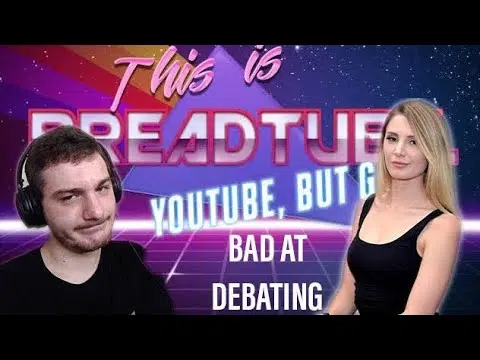 This is
BREADTUBE
YOUTUBE, BUT G
BAD AT
DEBATING